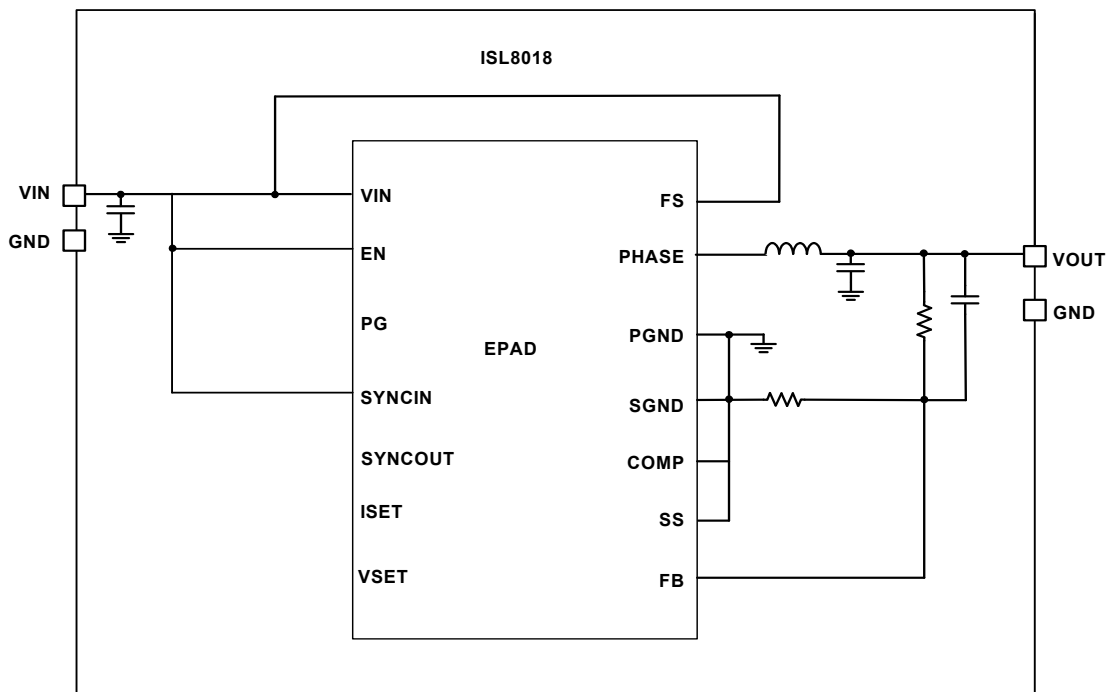 ISL8018
VIN
GND
VIN
EN
PG
SYNCIN
SYNCOUT
ISET
VSET
EPAD
FS
PHASE
PGND
SGND
COMP
SS
FB
VOUT
GND